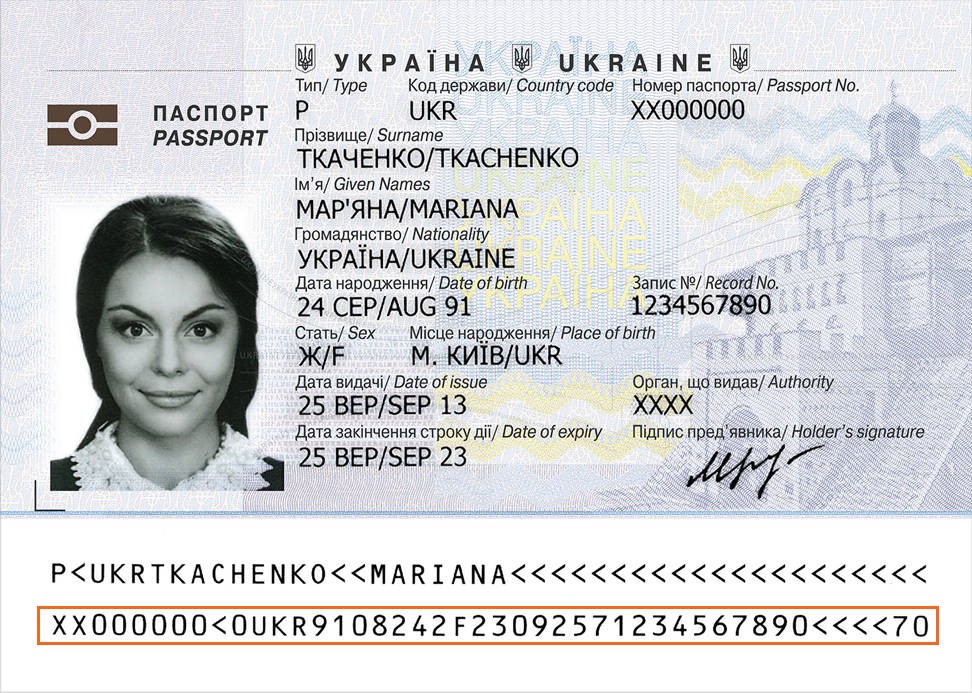 УКРАЇНА UKRAINE
ПАСПОРТ
PASSPORT
Тип/ Type Код держави/ Country code Номер паспорта/ Passport No.
P UKR XX000000
Прізвище/ Surname
ТКАЧЕНКО/TKACHENKO
Ім'я/ Given Names
МАР'ЯНА/MARIANA
Громадянство/ Nationality
УКРАЇНА/UKRAINE
Дата народження/ Date of birth Запис №/ Record No.
24 СЕР/AUG 91 1234567890
Стать/ Sex Місце народження/ Place of birth
Ж/F М. КИЇВ/UKR
Дата видачі/ Date of issue Орган, що видав/ Authority
25 ВЕР/SEP 13 XXXX
Дата закінчення строку дії/ Date of expiry Підпис пред'явника/ Holder's signature
25 ВЕР/SEP 23
P<UKRTKACHENKO<<MARIANA<<<<<<<<<<<<<<<<<<<<<
XX000000<0UKR9108242F23092571234567890<<<<70